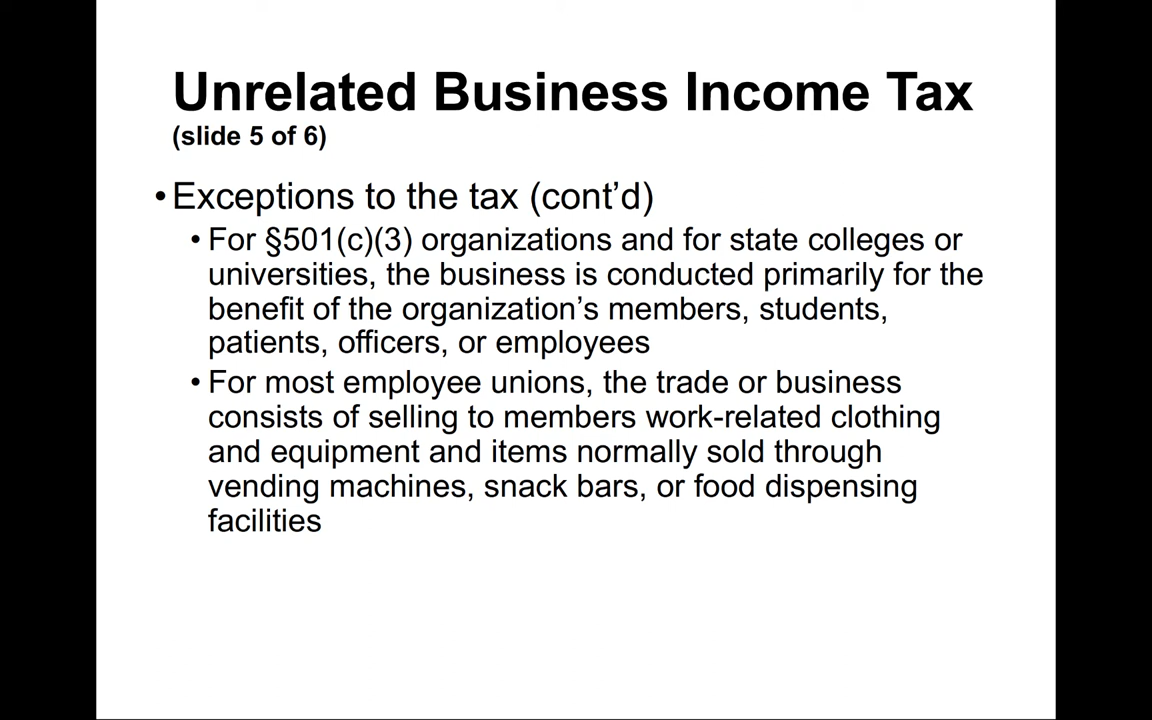 Unrelated Business Income Tax
(slide 5 of 6)
•Exceptions to the tax (cont’d)
• For §501(c)(3) organizations and for state colleges or
universities, the business is conducted primarily for the
benefit of the organization’s members, students,
patients, officers, or employees
• For most employee unions, the trade or business
consists of selling to members work-related clothing
and equipment and items normally sold through
vending machines, snack bars, or food dispensing
facilities